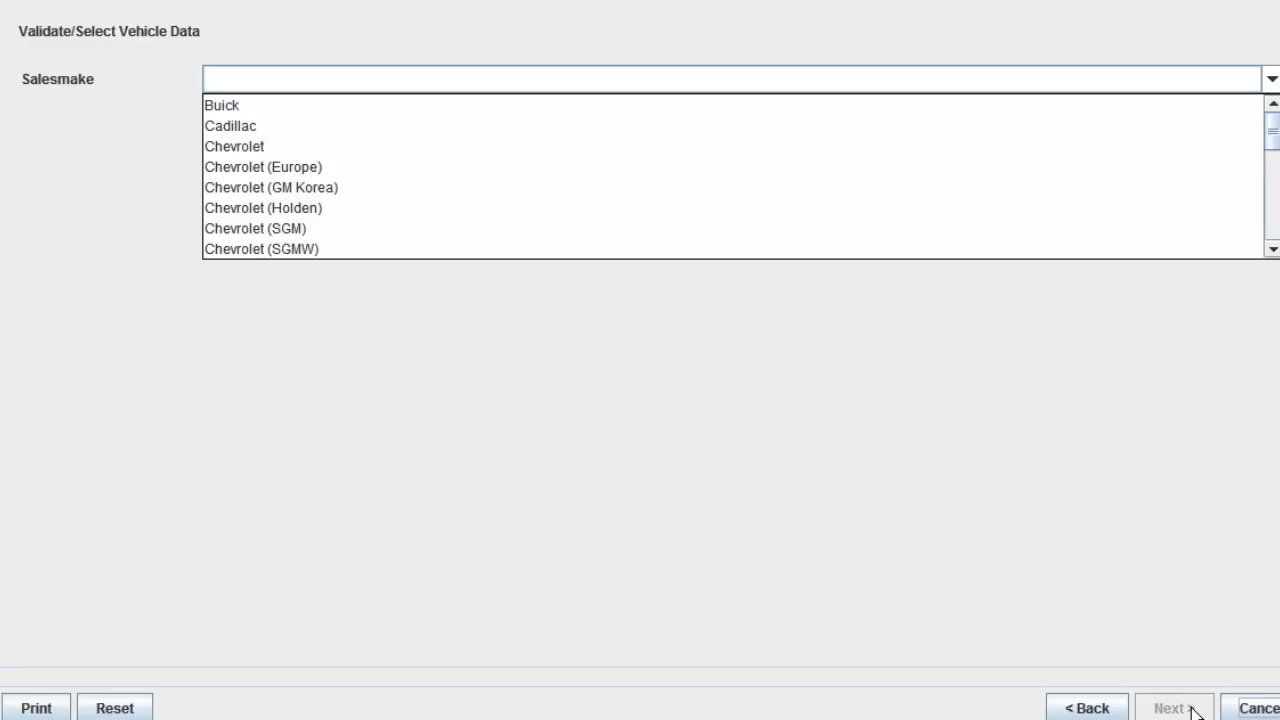 Validate/Select Vehicle Data
Salesmake
Buick
Cadillac
Chevrolet
Chevrolet (Europe)
Chevrolet (GM Korea)
Chevrolet (Holden)
Chevrolet (SGM)
Chevrolet (SGMW)
Print Reset < Back Next > Cance